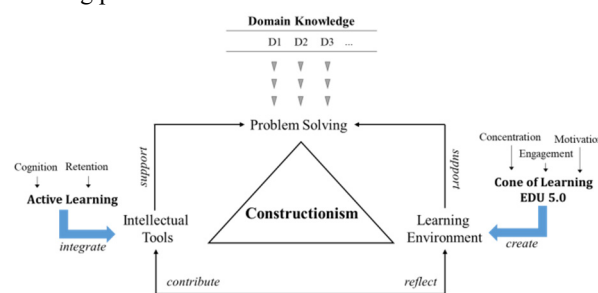 Domain Knowledge
D1 D2 D3 ...
Problem Solving
Concentration Motivation
Engagement
support
support
Cognition Retention
Active Learning
Cone of Learning
EDU 5.0
Constructionism
Intellectual
Tools
Learning
Environment
integrate
create
contribute
reflect